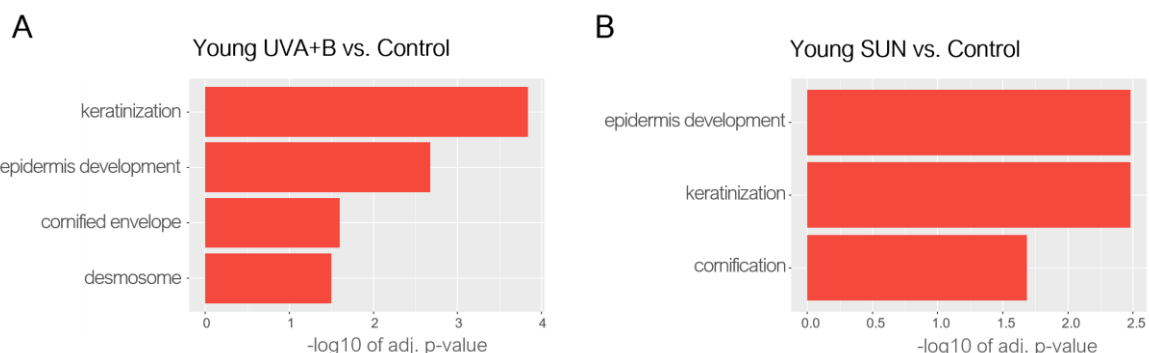 A
Young UVA+B vs. Control
keratinization
epidermis development
cornified envelope
desmosome
0 1 2 3 4
-log10 of adj. p-value
B
Young SUN vs. Control
epidermis development
keratinization
cornification
0.0 0.5 1.0 1.5 2.0 2.5
-log10 of adj. p-value